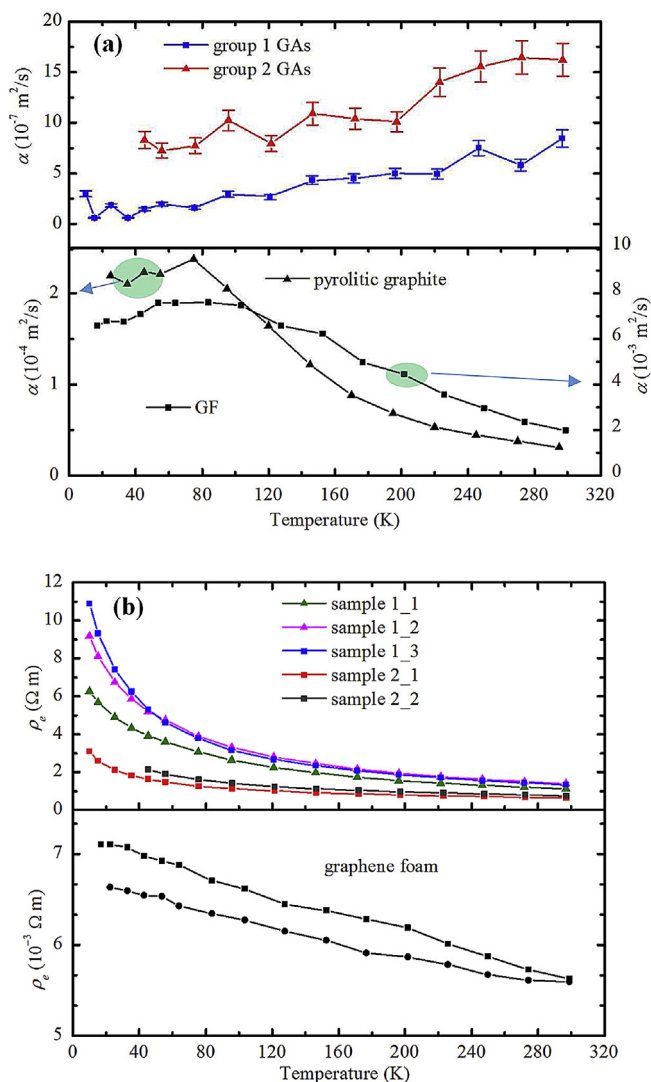 (a)
group 1 GAs
group 2 GAs
20
15
10
5
0
α (10⁻⁷ m²/s)
pyrolitic graphite
GF
2
1
0
α (10⁻⁴ m²/s)
10
8
6
4
2
0
α (10⁻³ m²/s)
0 40 80 120 160 200 240 280 320
Temperature (K)
(b)
sample 1_1
sample 1_2
sample 1_3
sample 2_1
sample 2_2
12
10
8
6
4
2
0
ρₑ (Ω m)
graphene foam
7
6
5
ρₑ (10⁻³ Ω m)
0 40 80 120 160 200 240 280 320
Temperature (K)